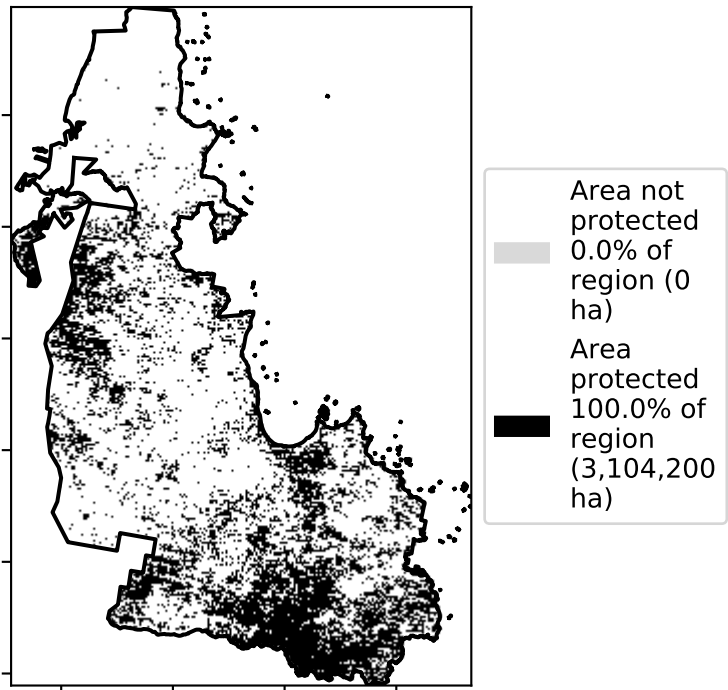 Area not
protected
0.0% of
region (0
ha)
Area
protected
100.0% of
region
(3,104,200
ha)